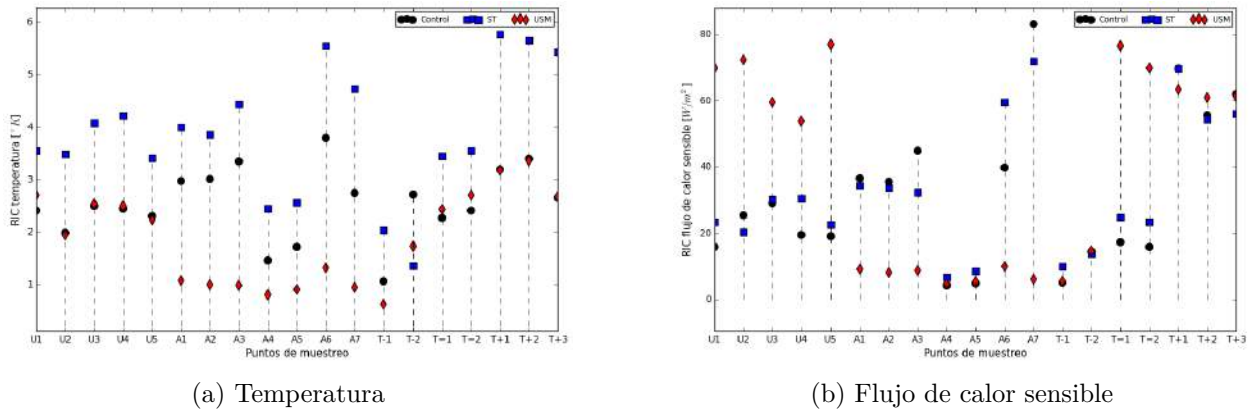 Control ST USM
6
5
4
3
2
1
RIC temperatura [°K]
U1 U2 U3 U4 U5 A1 A2 A3 A4 A5 A6 A7 T-1 T-2 T=1 T=2 T+1 T+2 T+3
Puntos de muestreo
(a) Temperatura
Control ST USM
80
60
40
20
0
RIC flujo de calor sensible [W/m²]
U1 U2 U3 U4 U5 A1 A2 A3 A4 A5 A6 A7 T-1 T-2 T=1 T=2 T+1 T+2 T+3
Puntos de muestreo
(b) Flujo de calor sensible